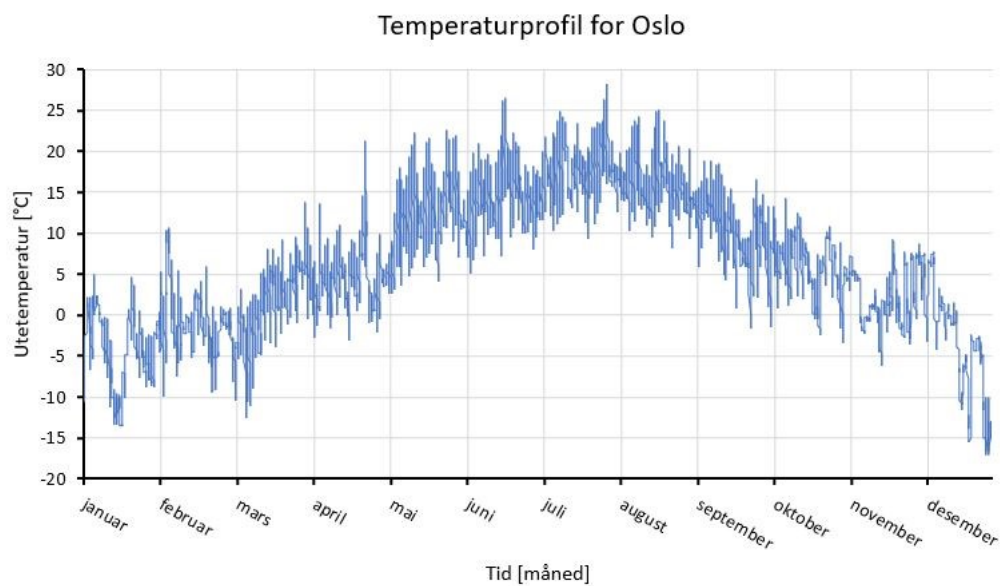 Temperaturprofil for Oslo
30
25
20
15
10
5
0
-5
-10
-15
-20
Utetemperatur [°C]
januar
februar
mars
april
mai
juni
juli
august
september
oktober
november
desember
Tid [måned]